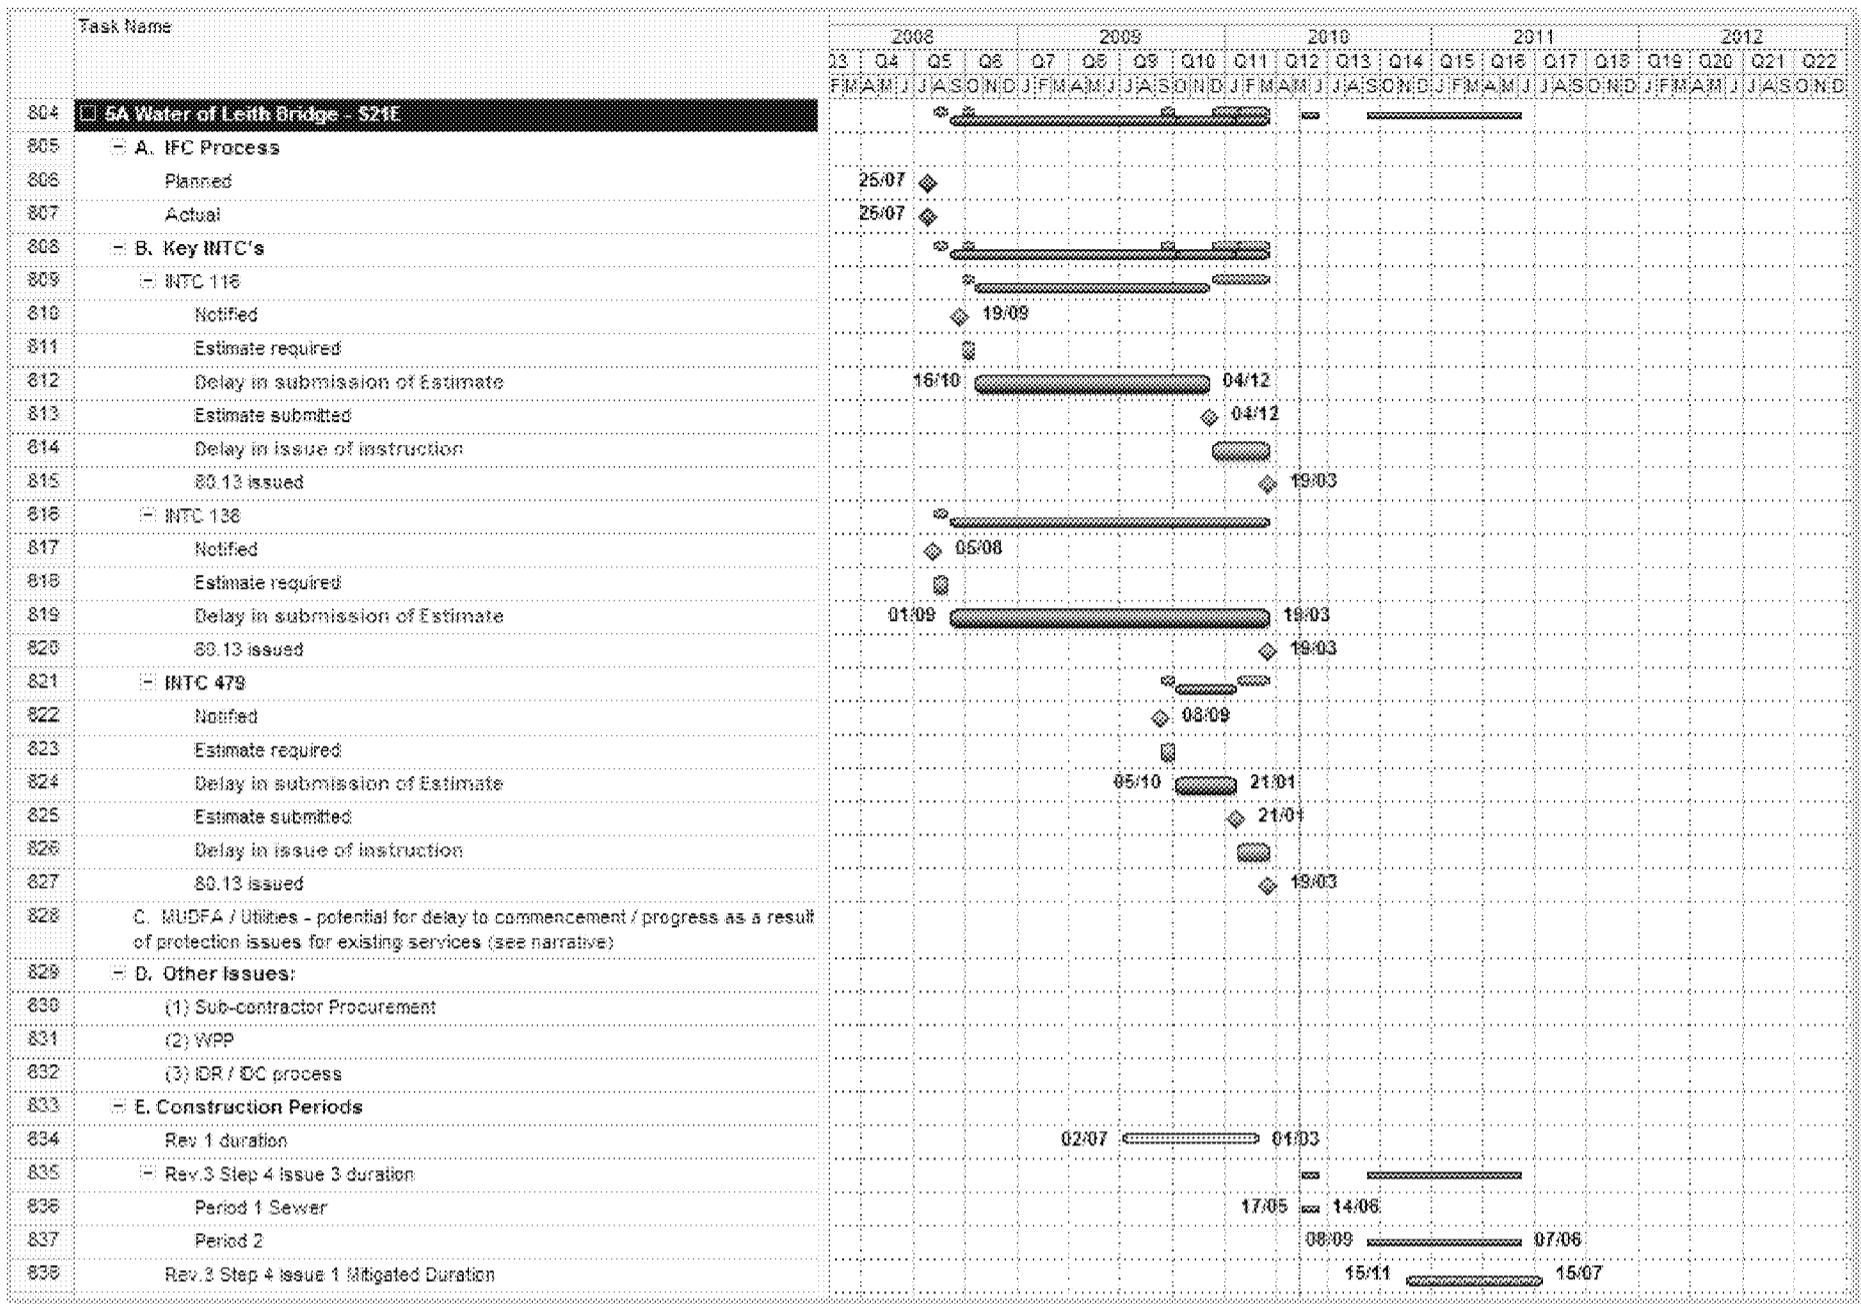 Task Name
2008 2009 2010 2011 2012
Q3 Q4 Q5 Q6 Q7 Q8 Q9 Q10 Q11 Q12 Q13 Q14 Q15 Q16 Q17 Q18 Q19 Q20 Q21 Q22
F M A M J J A S O N D J F M A M J J A S O N D J F M A M J J A S O N D J F M A M J J A S O N D J F M A M J J A S O N D
804 5A Water of Leith Bridge - S21E
805 - A. IFC Process
806 Planned 25/07
807 Actual 25/07
808 - B. Key INTC's
809 - INTC 116
810 Notified 19/09
811 Estimate required
812 Delay in submission of Estimate 16/10 04/12
813 Estimate submitted 04/12
814 Delay in issue of instruction
815 80.13 issued 19/03
816 - INTC 138
817 Notified 05/08
818 Estimate required
819 Delay in submission of Estimate 01/09 19/03
820 80.13 issued 19/03
821 - INTC 479
822 Notified 08/09
823 Estimate required
824 Delay in submission of Estimate 05/10 21/01
825 Estimate submitted 21/01
826 Delay in issue of instruction
827 80.13 issued 19/03
828 C. MUDFA / Utilities - potential for delay to commencement / progress as a result
of protection issues for existing services (see narrative)
829 - D. Other Issues:
830 (1) Sub-contractor Procurement
831 (2) WPP
832 (3) IDR / IDC process
833 - E. Construction Periods
834 Rev 1 duration 02/07 01/03
835 - Rev.3 Step 4 Issue 3 duration
836 Period 1 Sewer 17/05 14/06
837 Period 2 08/09 07/06
838 Rev.3 Step 4 Issue 1 Mitigated Duration 15/11 15/07